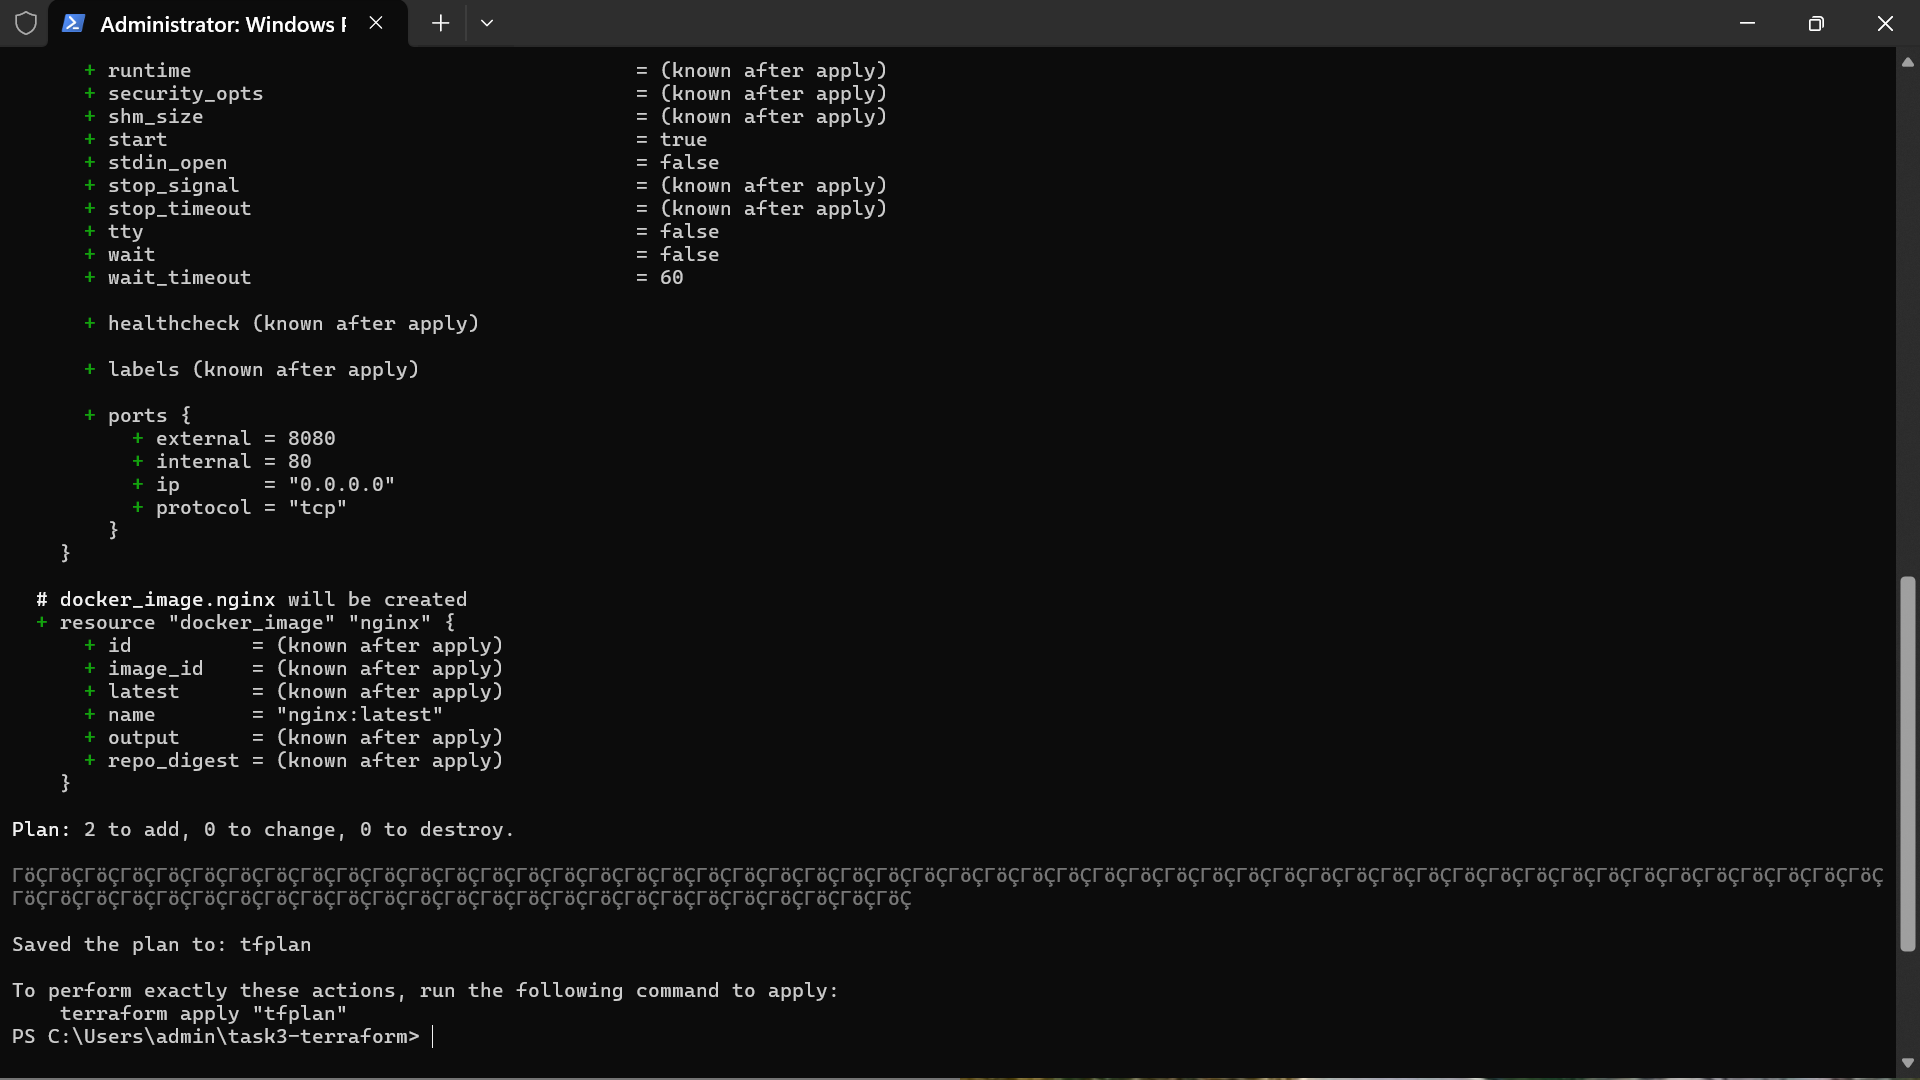 Administrator: Windows P
+ runtime = (known after apply)
+ security_opts = (known after apply)
+ shm_size = (known after apply)
+ start = true
+ stdin_open = false
+ stop_signal = (known after apply)
+ stop_timeout = (known after apply)
+ tty = false
+ wait = false
+ wait_timeout = 60
+ healthcheck (known after apply)
+ labels (known after apply)
+ ports {
+ external = 8080
+ internal = 80
+ ip = "0.0.0.0"
+ protocol = "tcp"
}
}
# docker_image.nginx will be created
+ resource "docker_image" "nginx" {
+ id = (known after apply)
+ image_id = (known after apply)
+ latest = (known after apply)
+ name = "nginx:latest"
+ output = (known after apply)
+ repo_digest = (known after apply)
}
Plan: 2 to add, 0 to change, 0 to destroy.
ΓöÇΓöÇΓöÇΓöÇΓöÇΓöÇΓöÇΓöÇΓöÇΓöÇΓöÇΓöÇΓöÇΓöÇΓöÇΓöÇΓöÇΓöÇΓöÇΓöÇΓöÇΓöÇΓöÇΓöÇΓöÇΓöÇΓöÇΓöÇΓöÇΓöÇΓöÇΓöÇΓöÇΓöÇΓöÇΓöÇΓöÇΓöÇΓöÇΓöÇΓöÇΓöÇΓöÇΓöÇΓöÇΓöÇΓöÇΓöÇΓöÇΓöÇΓöÇΓöÇ
ΓöÇΓöÇΓöÇΓöÇΓöÇΓöÇΓöÇΓöÇΓöÇΓöÇΓöÇΓöÇΓöÇΓöÇΓöÇΓöÇΓöÇΓöÇΓöÇΓöÇΓöÇΓöÇΓöÇΓöÇΓöÇ
Saved the plan to: tfplan
To perform exactly these actions, run the following command to apply:
terraform apply "tfplan"
PS C:\Users\admin\task3-terraform>